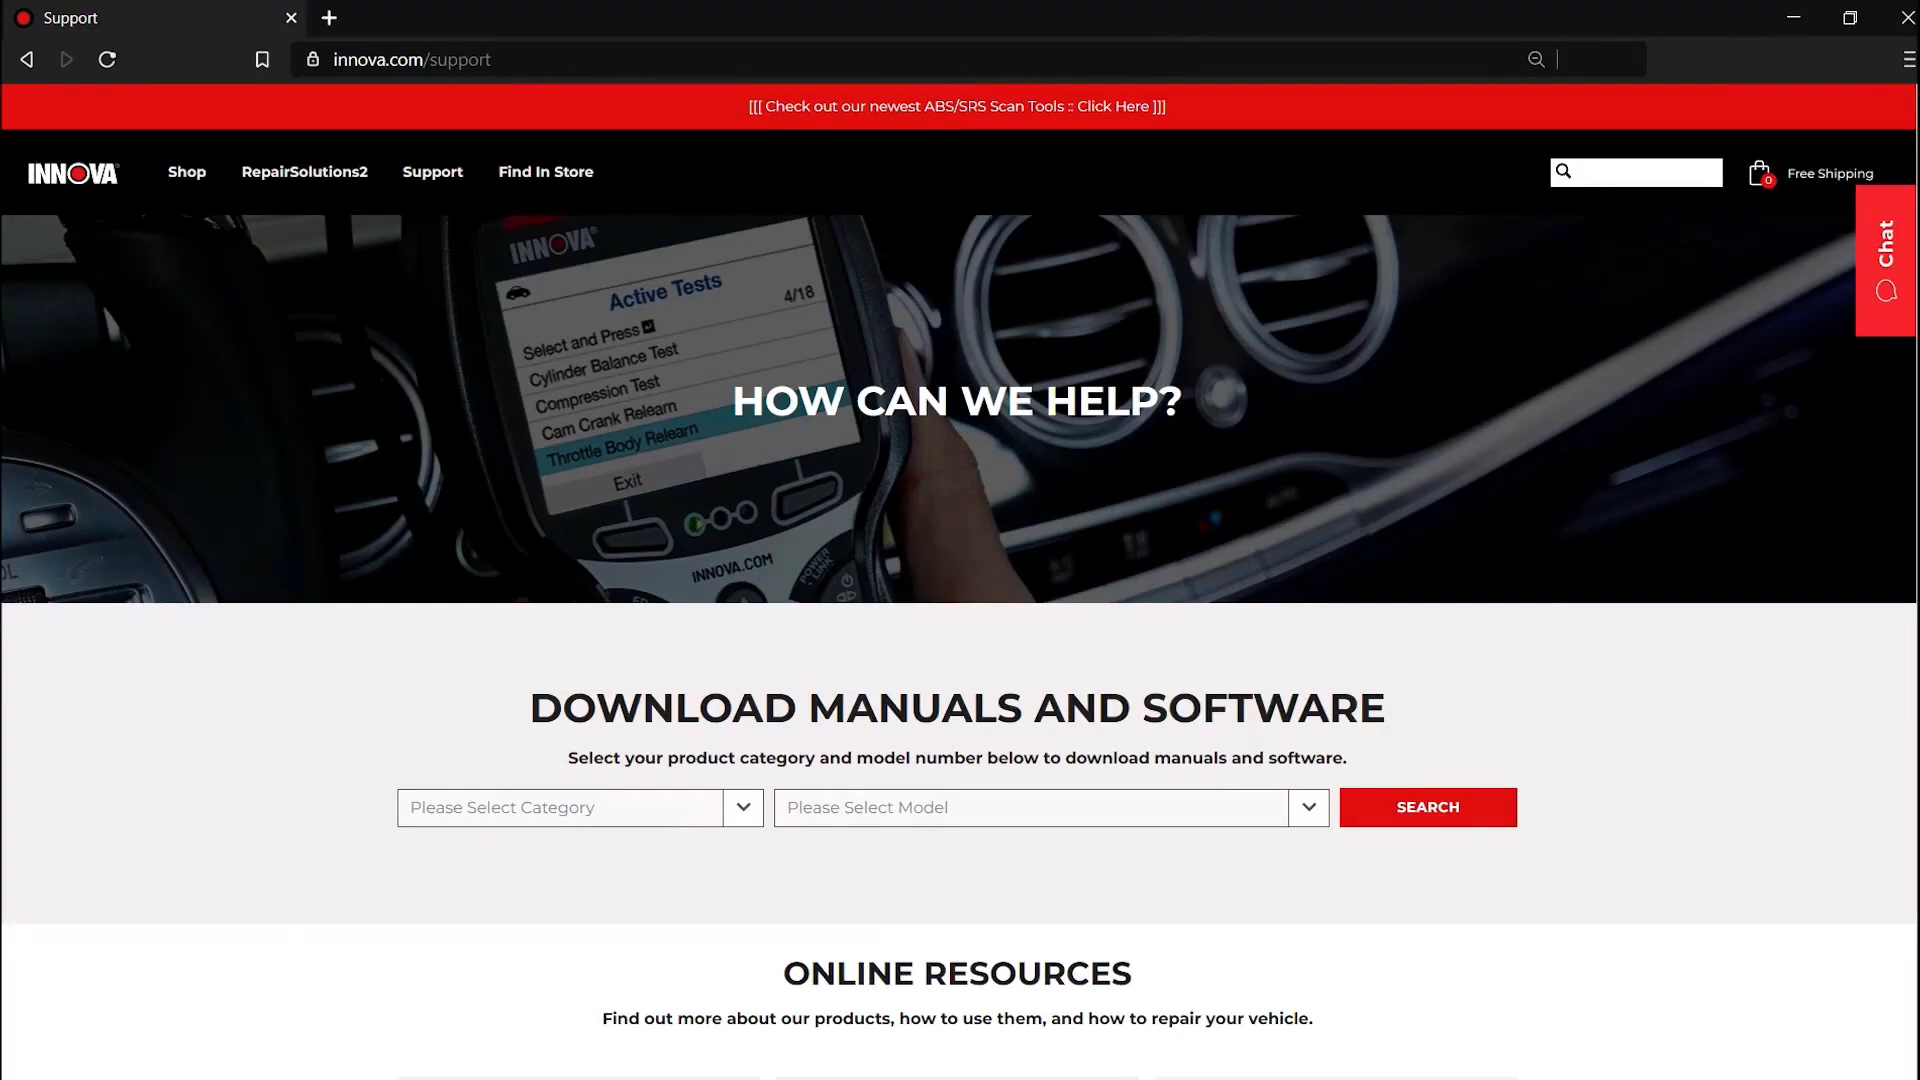 Support
innova.com/support
[[[ Check out our newest ABS/SRS Scan Tools :: Click Here ]]]
INNOVA
Shop
RepairSolutions2
Support
Find In Store
0
Free Shipping
Chat
INNOVA
Active Tests
4/18
Select and Press
Cylinder Balance Test
Compression Test
Cam Crank Relearn
Throttle Body Relearn
Exit
INNOVA.COM
POWER
LINK
HOW CAN WE HELP?
DOWNLOAD MANUALS AND SOFTWARE
Select your product category and model number below to download manuals and software.
Please Select Category
Please Select Model
SEARCH
ONLINE RESOURCES
Find out more about our products, how to use them, and how to repair your vehicle.